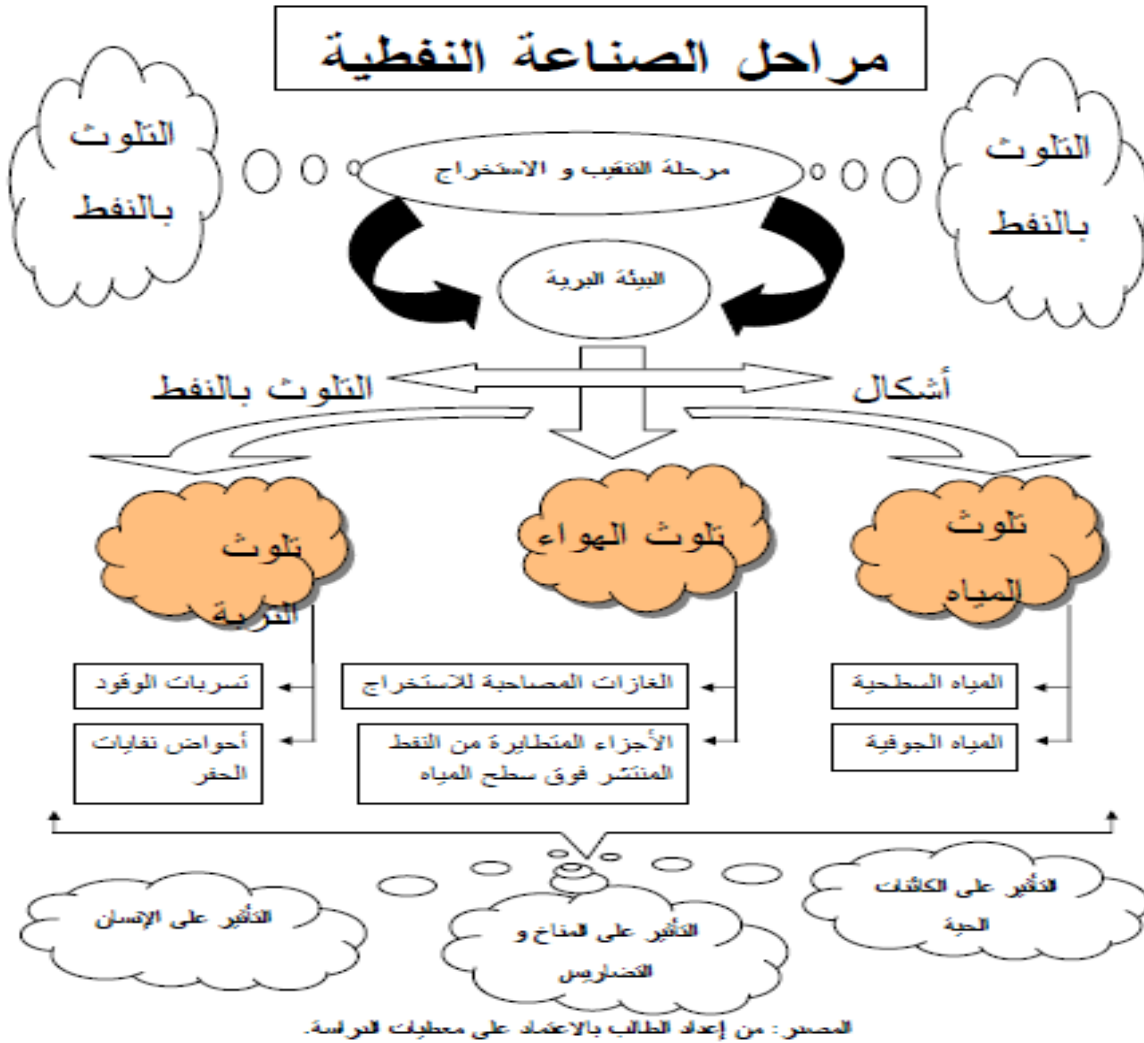 مراحل الصناعة النفطية
التلوث
بالنفط
مرحلة التنقيب و الاستخراج
التلوث
بالنفط
البيئة البرية
أشكال
التلوث بالنفط
تلوث
المياه
تلوث الهواء
تلوث
التربة
المياه السطحية
المياه الجوفية
الغازات المصاحبة للاستخراج
الأجزاء المتطايرة من النفط
المنتشر فوق سطح المياه
تسربات الوقود
أحواض نفايات
الحفر
التأثير على الكائنات
الحية
التأثير على المناخ و
التضاريس
التأثير على الإنسان
المصدر: من إعداد الطالب بالاعتماد على معطيات الدراسة.